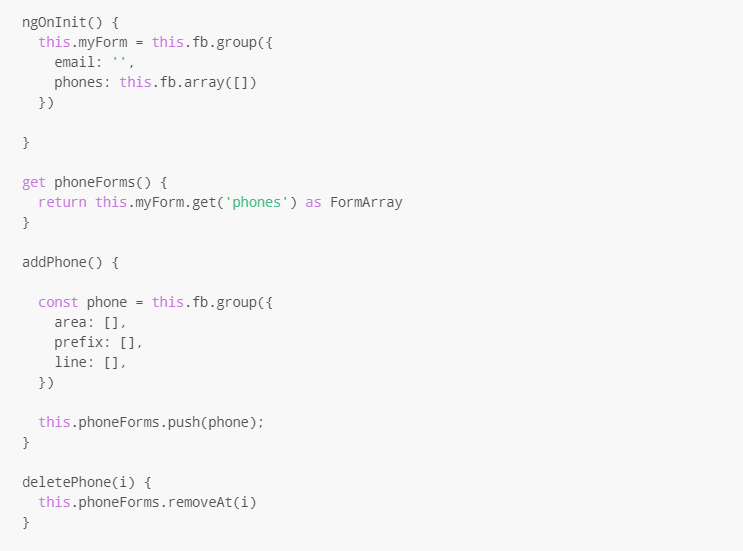 ngOnInit() {
  this.myForm = this.fb.group({
    email: '',
    phones: this.fb.array([])
  })
}
get phoneForms() {
  return this.myForm.get('phones') as FormArray
}
addPhone() {
  const phone = this.fb.group({
    area: [],
    prefix: [],
    line: [],
  })
  this.phoneForms.push(phone);
}
deletePhone(i) {
  this.phoneForms.removeAt(i)
}